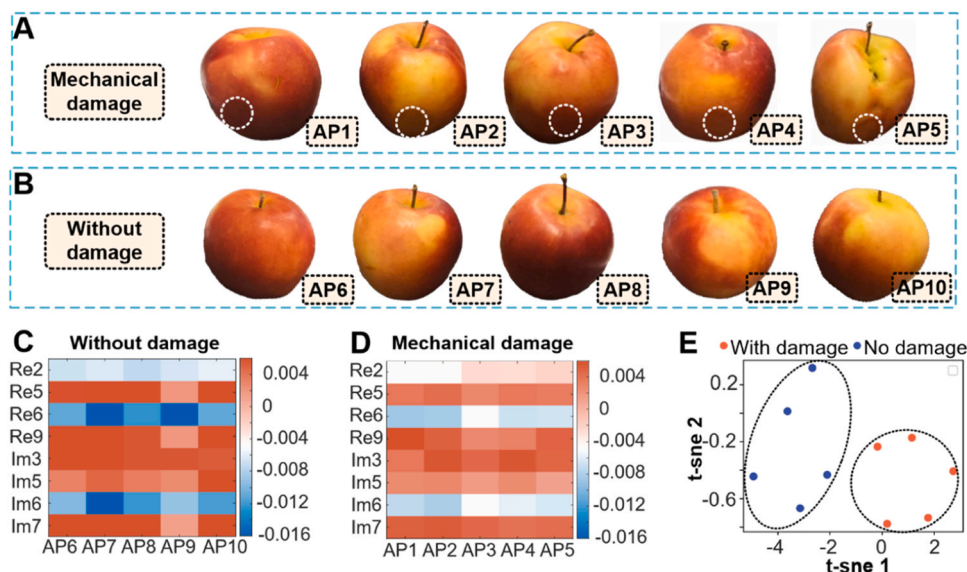 A
Mechanical
damage
AP1
AP2
AP3
AP4
AP5
B
Without
damage
AP6
AP7
AP8
AP9
AP10
C Without damage
Re2
Re5
Re6
Re9
Im3
Im5
Im6
Im7
AP6 AP7 AP8 AP9 AP10
0.004
0
-0.004
-0.008
-0.012
-0.016
D Mechanical damage
Re2
Re5
Re6
Re9
Im3
Im5
Im6
Im7
AP1 AP2 AP3 AP4 AP5
0.004
0
-0.004
-0.008
-0.012
-0.016
E With damage No damage
t-sne 2
0.2
-0.2
-0.6
-4 -2 0 2
t-sne 1